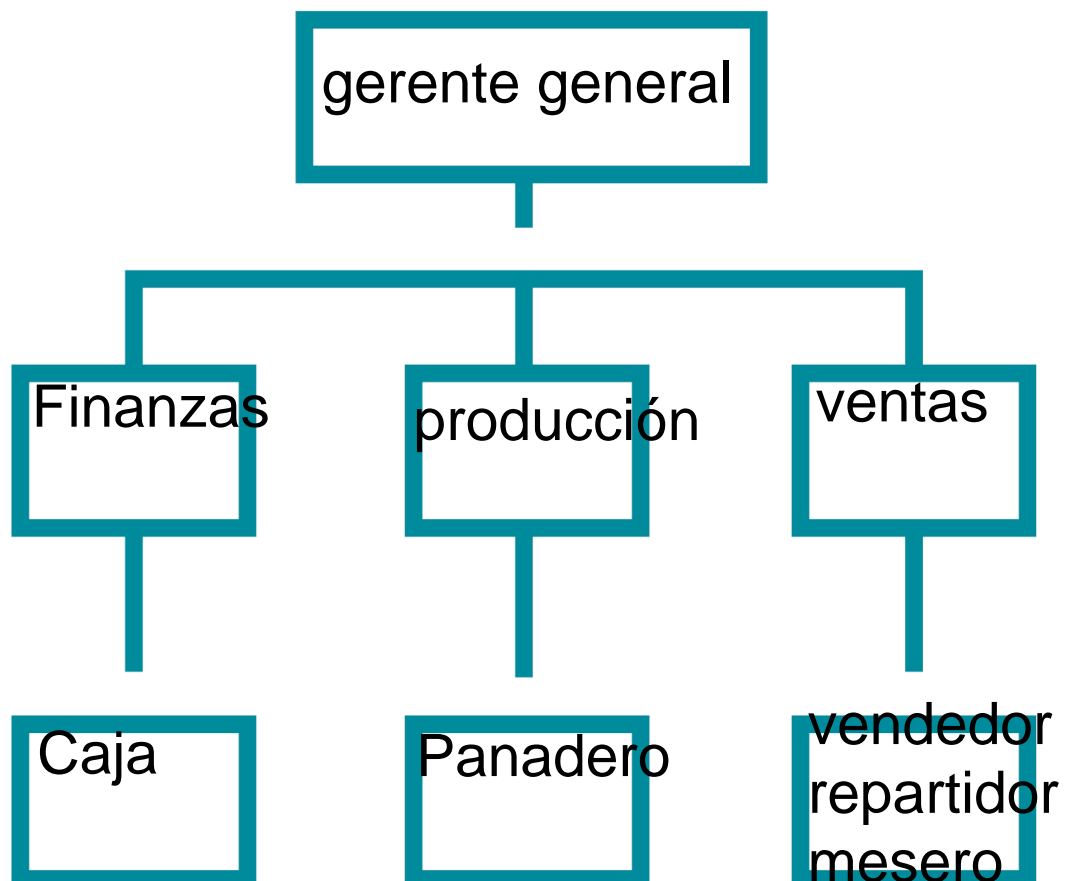 gerente general
Finanzas
producción
ventas
Caja
Panadero
vendedor
repartidor
mesero